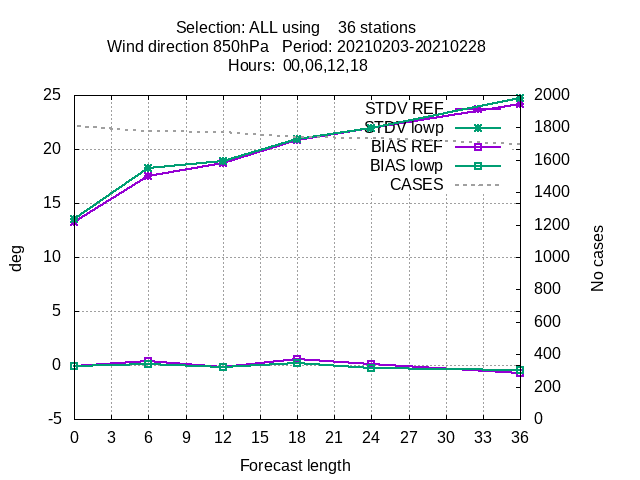 Selection: ALL using    36 stations
Wind direction 850hPa   Period: 20210203-20210228
Hours:  00,06,12,18
25
20
15
10
5
0
-5
deg
2000
1800
1600
1400
1200
1000
800
600
400
200
0
No cases
STDV REF
STDV lowp
BIAS REF
BIAS lowp
CASES
0 3 6 9 12 15 18 21 24 27 30 33 36
Forecast length